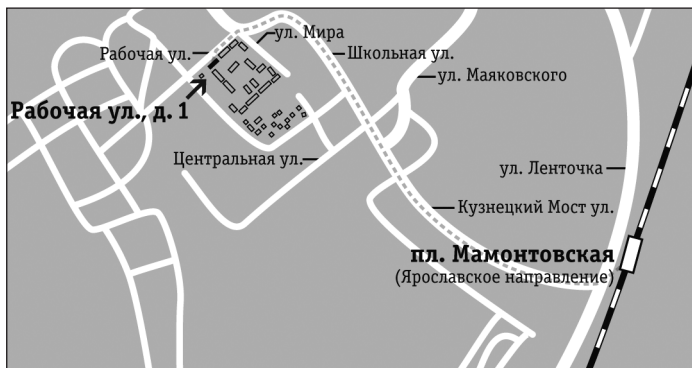 ул. Мира
Рабочая ул.
Школьная ул.
ул. Маяковского
Рабочая ул., д. 1
Центральная ул.
ул. Ленточка
Кузнецкий Мост ул.
пл. Мамонтовская
(Ярославское направление)